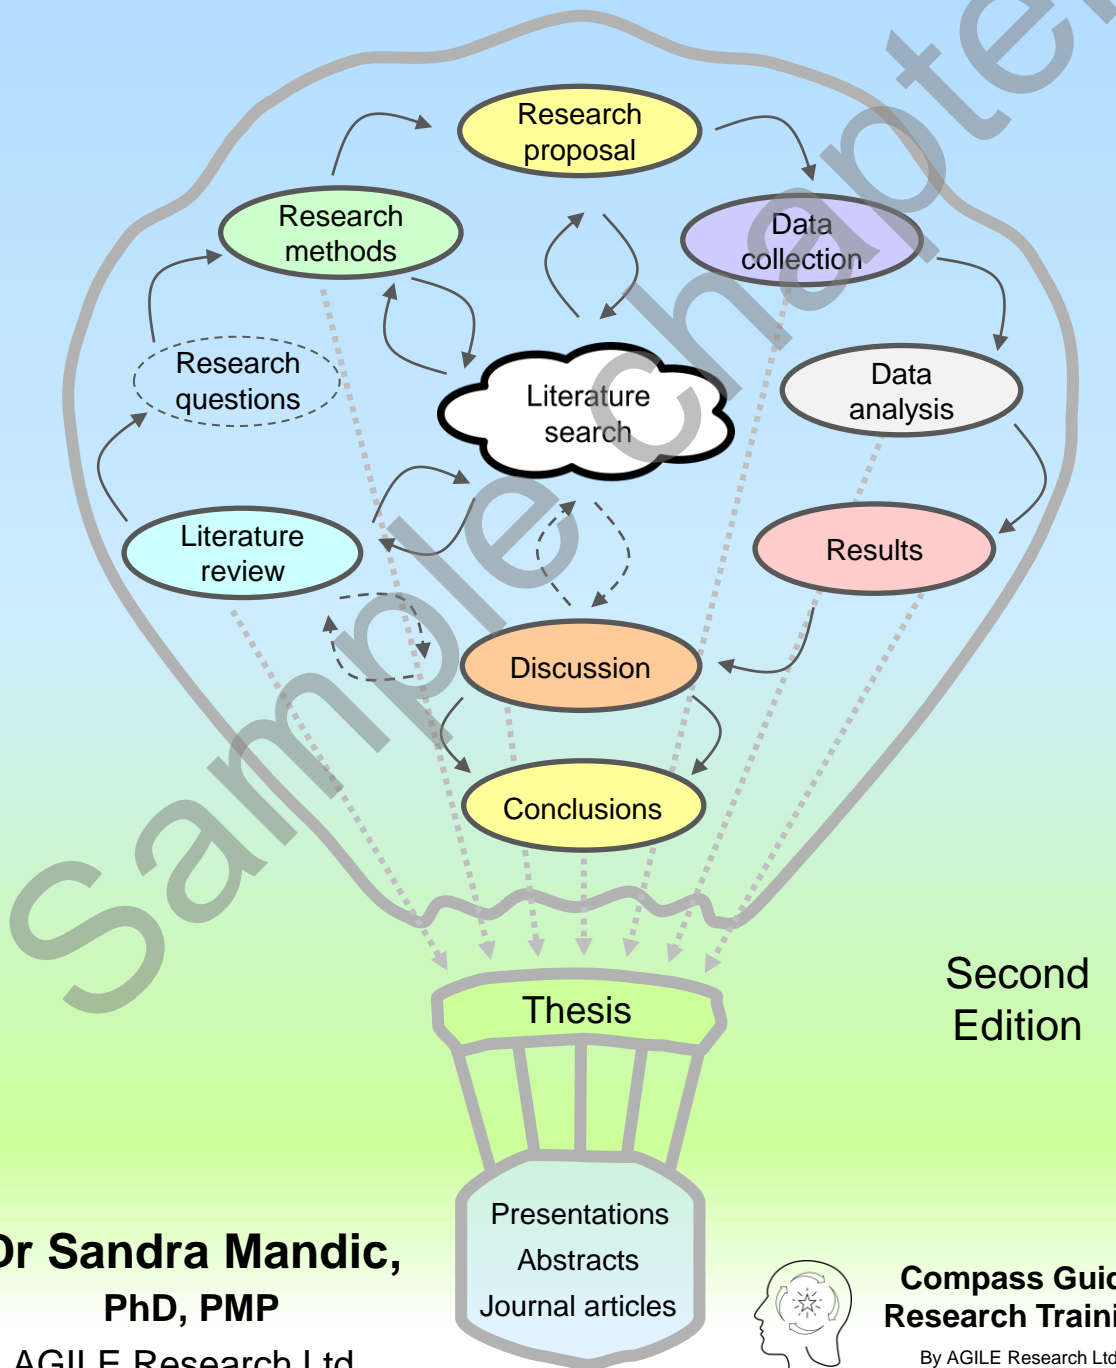 Research
proposal
Research
methods
Data
collection
Research
questions
Literature
search
Data
analysis
Literature
review
Results
Discussion
Conclusions
Thesis
Second
Edition
Presentations
Abstracts
Journal articles
Dr Sandra Mandic,
PhD, PMP
AGILE Research Ltd
Compass Guid
Research Traini
By AGILE Research Ltd
Sample chapter